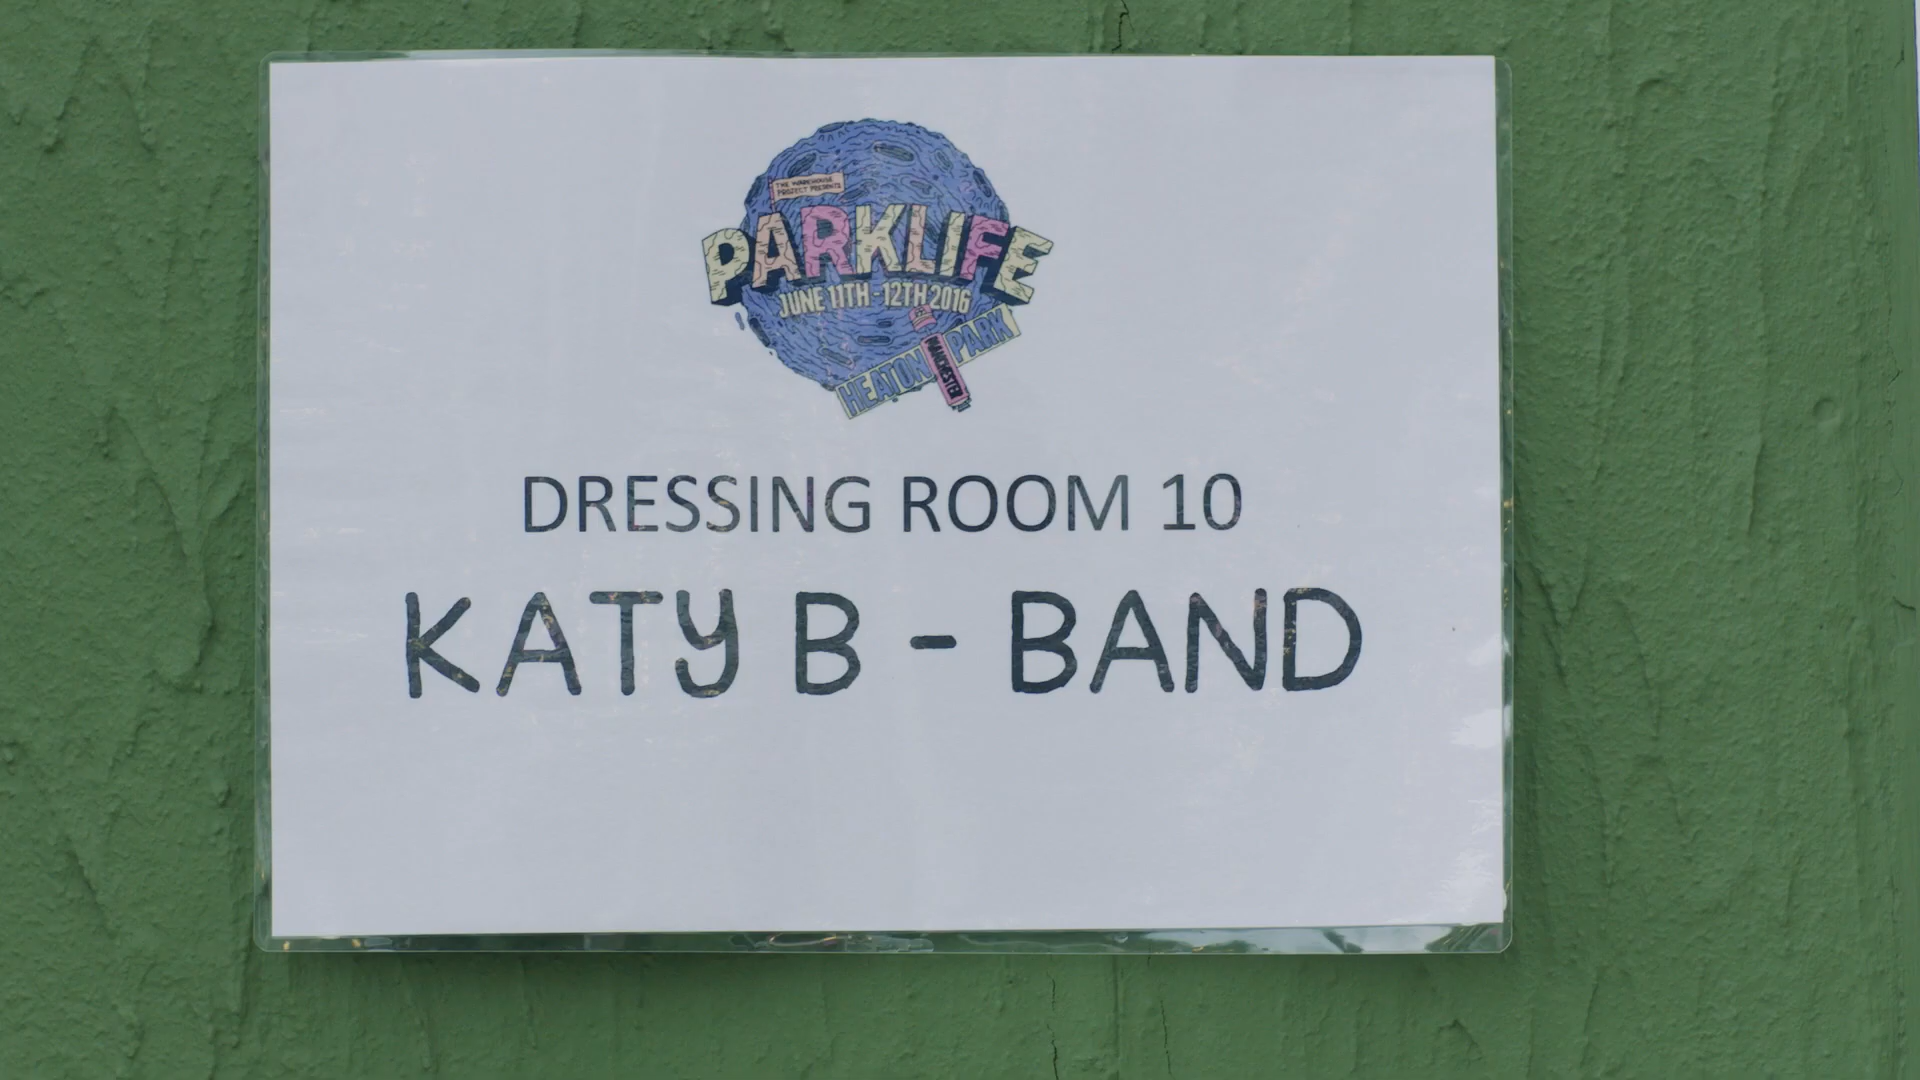 THE WAREHOUSE
PROJECT PRESENTS
PARKLIFE
JUNE 11TH - 12TH 2016
HEATON PARK
MANCHESTER
DRESSING ROOM 10
KATY B - BAND